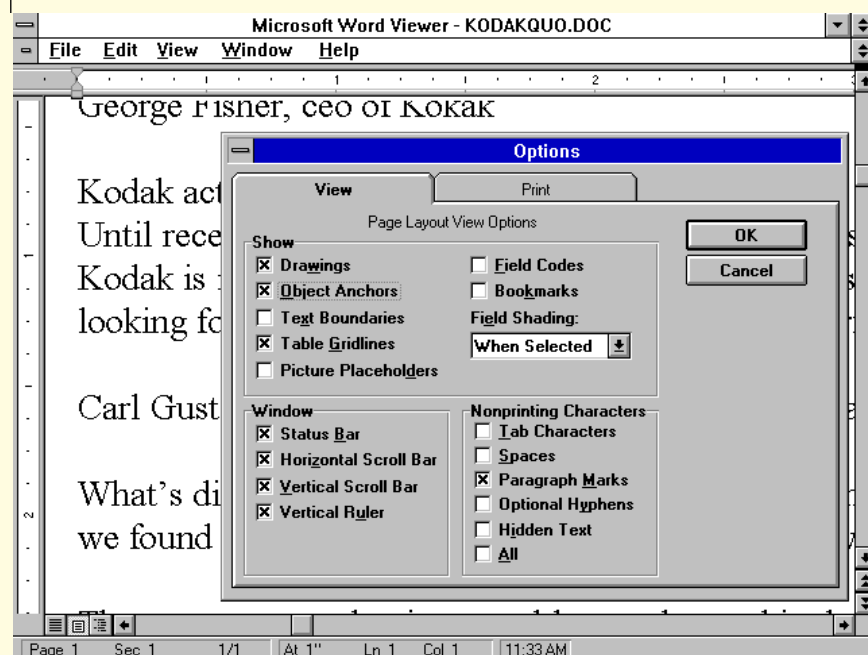 Microsoft Word Viewer - KODAKQUO.DOC
File Edit View Window Help
1 2
George Fisher, ceo of Kokak
Options
View Print
Page Layout View Options
OK
Cancel
Show
Drawings
Object Anchors
Text Boundaries
Table Gridlines
Picture Placeholders
Field Codes
Bookmarks
Field Shading:
When Selected
Window
Status Bar
Horizontal Scroll Bar
Vertical Scroll Bar
Vertical Ruler
Nonprinting Characters
Tab Characters
Spaces
Paragraph Marks
Optional Hyphens
Hidden Text
All
Kodak act
Until rece
Kodak is
looking fo
Carl Gust
What's di
we found
Page 1 Sec 1 1/1 At 1" Ln 1 Col 1 11:33 AM